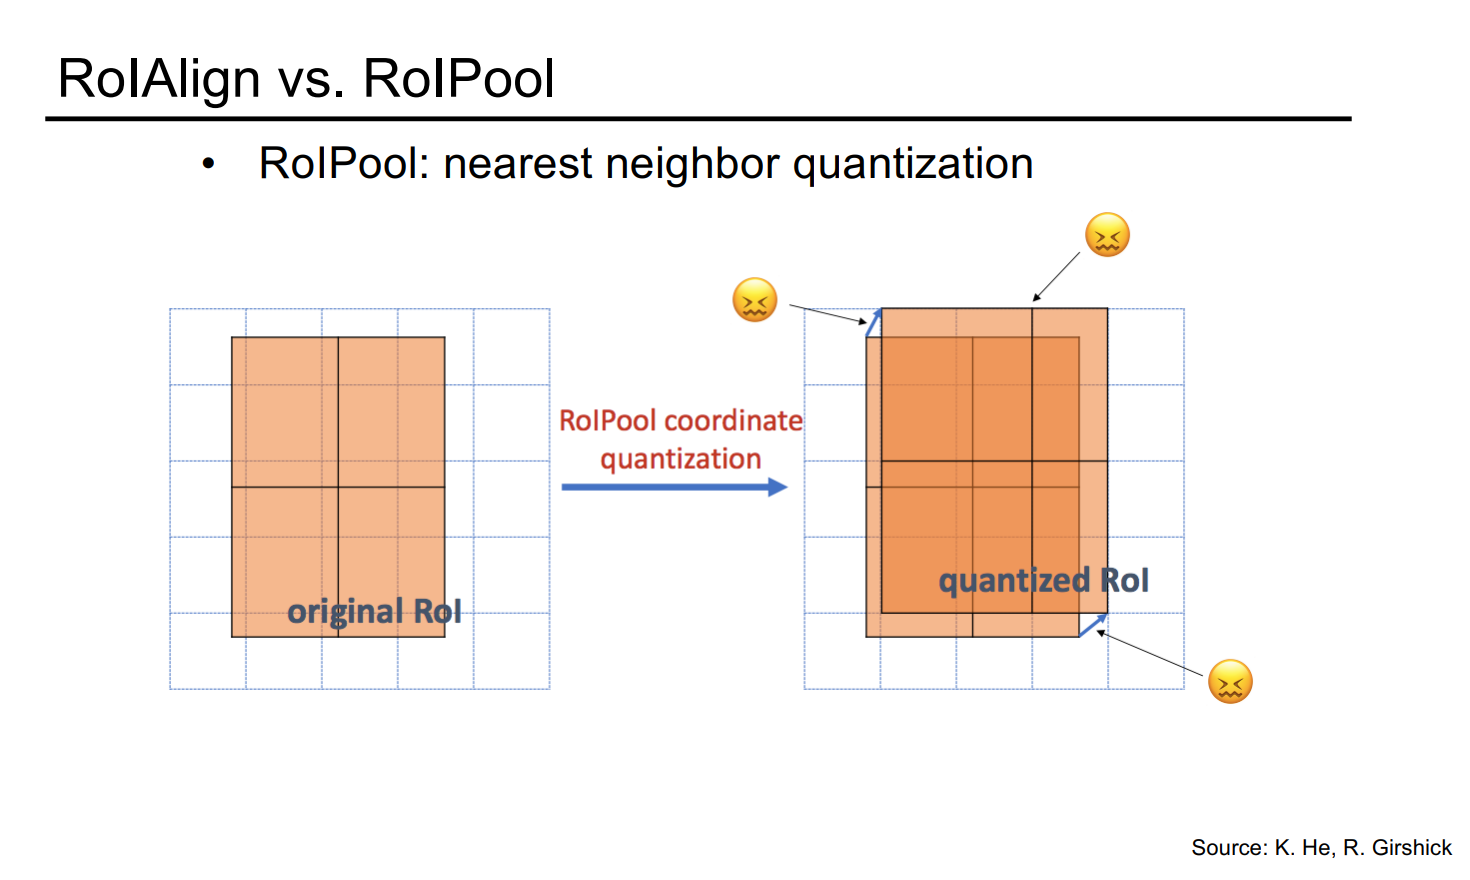 RoIAlign vs. RoIPool
• RoIPool: nearest neighbor quantization
RoIPool coordinate
quantization
original RoI
quantized RoI
Source: K. He, R. Girshick